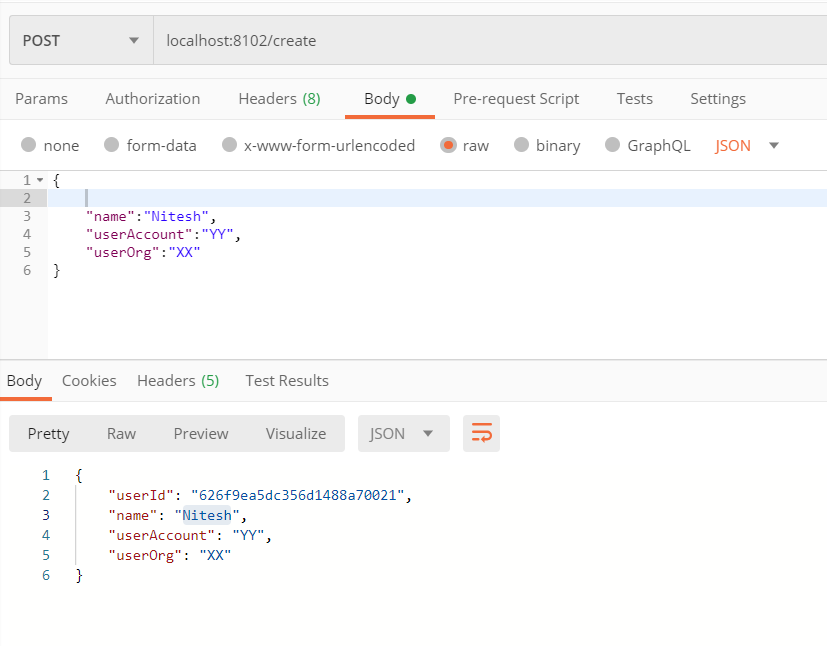 POST localhost:8102/create
Params Authorization Headers (8) Body Pre-request Script Tests Settings
none form-data x-www-form-urlencoded raw binary GraphQL JSON
1 {
2
3 "name":"Nitesh",
4 "userAccount":"YY",
5 "userOrg":"XX"
6 }
Body Cookies Headers (5) Test Results
Pretty Raw Preview Visualize JSON
1 {
2 "userId": "626f9ea5dc356d1488a70021",
3 "name": "Nitesh",
4 "userAccount": "YY",
5 "userOrg": "XX"
6 }